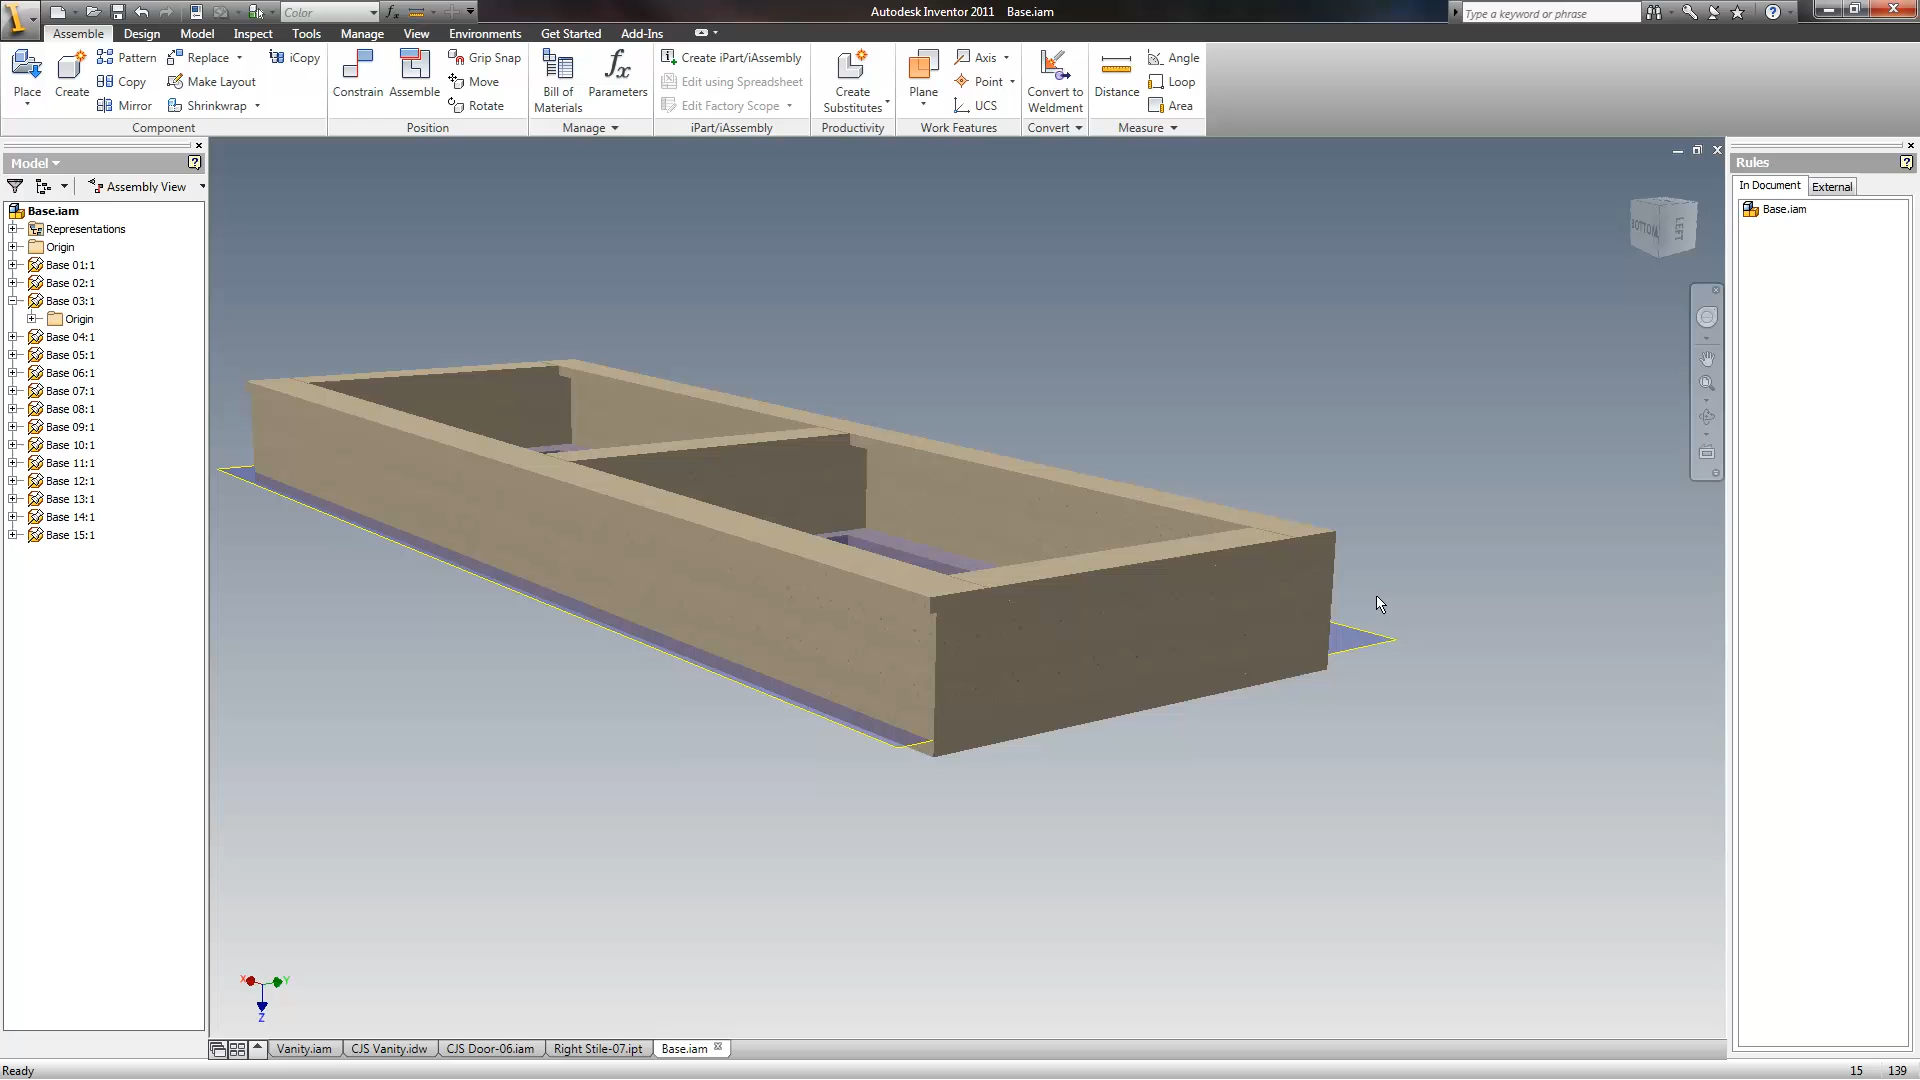 Color
Autodesk Inventor 2011 Base.iam
Type a keyword or phrase
Assemble Design Model Inspect Tools Manage View Environments Get Started Add-Ins
Place
Create
Pattern
Copy
Mirror
Replace
Make Layout
Shrinkwrap
iCopy
Component
Constrain
Assemble
Grip Snap
Move
Rotate
Position
Bill of
Materials
Parameters
Manage
Create iPart/iAssembly
Edit using Spreadsheet
Edit Factory Scope
iPart/iAssembly
Create
Substitutes
Productivity
Plane
Axis
Point
UCS
Work Features
Convert to
Weldment
Convert
Distance
Angle
Loop
Area
Measure
Model
Assembly View
Base.iam
Representations
Origin
Base 01:1
Base 02:1
Base 03:1
Origin
Base 04:1
Base 05:1
Base 06:1
Base 07:1
Base 08:1
Base 09:1
Base 10:1
Base 11:1
Base 12:1
Base 13:1
Base 14:1
Base 15:1
BOTTOM
LEFT
X
Y
Z
Rules
In Document External
Base.iam
Vanity.iam CJS Vanity.idw CJS Door-06.iam Right Stile-07.ipt Base.iam
Ready
15 139